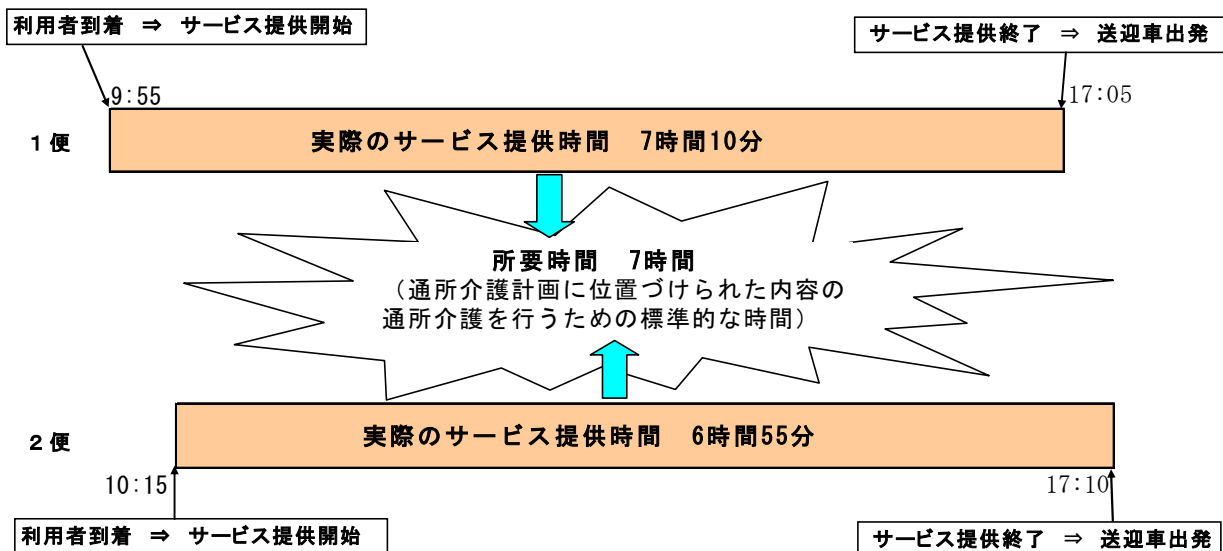 利用者到着 ⇒ サービス提供開始
サービス提供終了 ⇒ 送迎車出発
9:55
17:05
1便
実際のサービス提供時間 7時間10分
所要時間 7時間
（通所介護計画に位置づけられた内容の
通所介護を行うための標準的な時間）
2便
実際のサービス提供時間 6時間55分
10:15
17:10
利用者到着 ⇒ サービス提供開始
サービス提供終了 ⇒ 送迎車出発